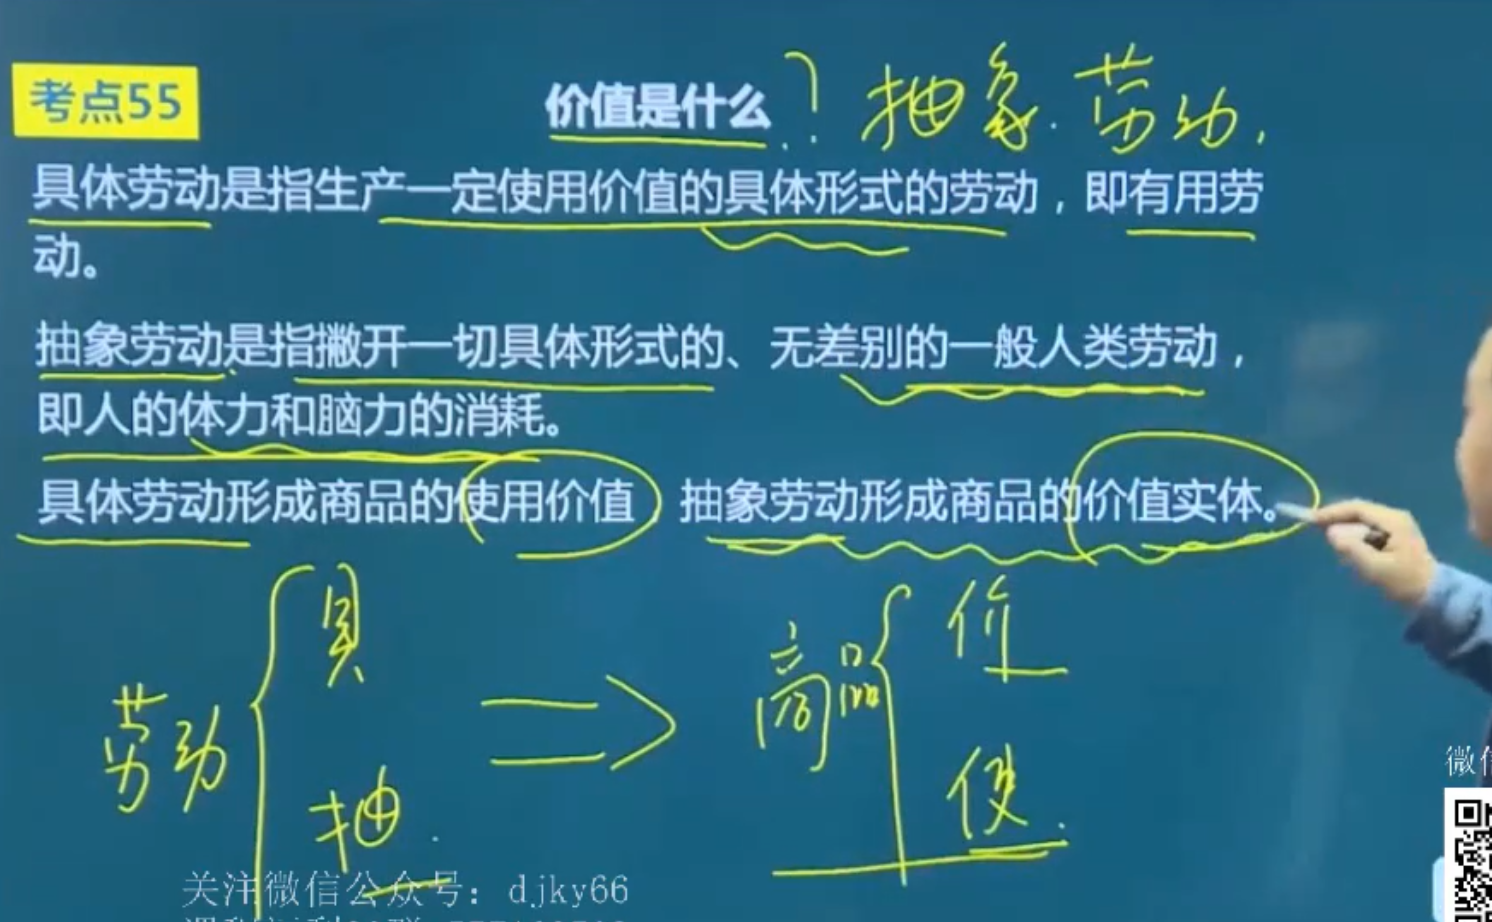 考点55
价值是什么？抽象劳动.
具体劳动是指生产一定使用价值的具体形式的劳动，即有用劳
动。
抽象劳动是指撇开一切具体形式的、无差别的一般人类劳动，
即人的体力和脑力的消耗。
具体劳动形成商品的使用价值 抽象劳动形成商品的价值实体。
具
价
劳动
商品
抽
使
微信
关注微信公众号：djky66